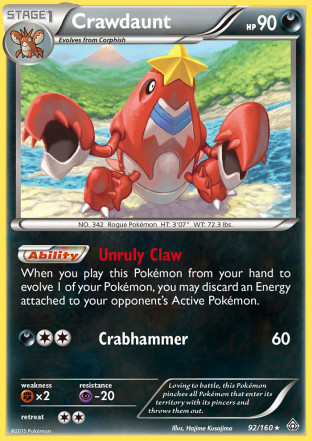 STAGE1 Crawdaunt HP90
Evolves from Corphish
NO. 342 Rogue Pokémon HT: 3'07" WT: 72.3 lbs.
Ability Unruly Claw
When you play this Pokémon from your hand to
evolve 1 of your Pokémon, you may discard an Energy
attached to your opponent's Active Pokémon.
Crabhammer 60
weakness resistance
×2 -20
retreat
Loving to battle, this Pokémon
pinches all Pokémon that enter its
territory with its pincers and
throws them out.
©2015 Pokémon Illus. Hajime Kusajima 92/160 ★